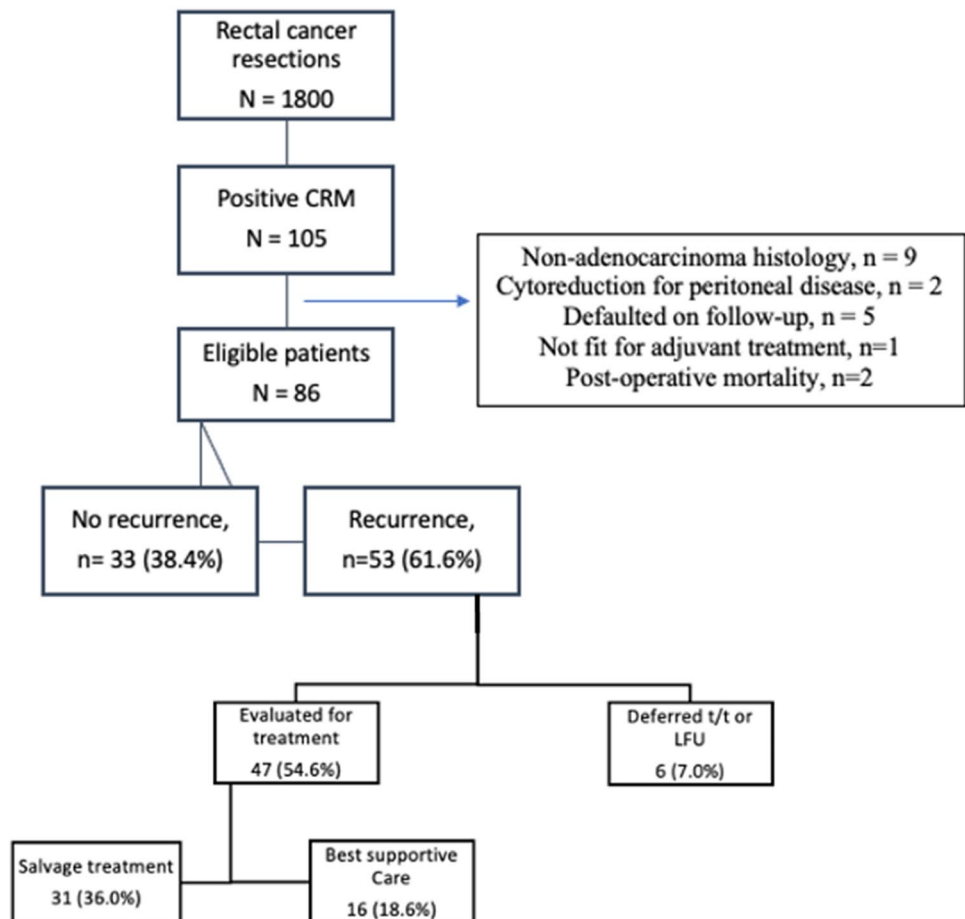 Rectal cancer
resections
N = 1800
Positive CRM
N = 105
Non-adenocarcinoma histology, n = 9
Cytoreduction for peritoneal disease, n = 2
Defaulted on follow-up, n = 5
Not fit for adjuvant treatment, n=1
Post-operative mortality, n=2
Eligible patients
N = 86
No recurrence,
n= 33 (38.4%)
Recurrence,
n=53 (61.6%)
Evaluated for
treatment
47 (54.6%)
Deferred t/t or
LFU
6 (7.0%)
Salvage treatment
31 (36.0%)
Best supportive
Care
16 (18.6%)